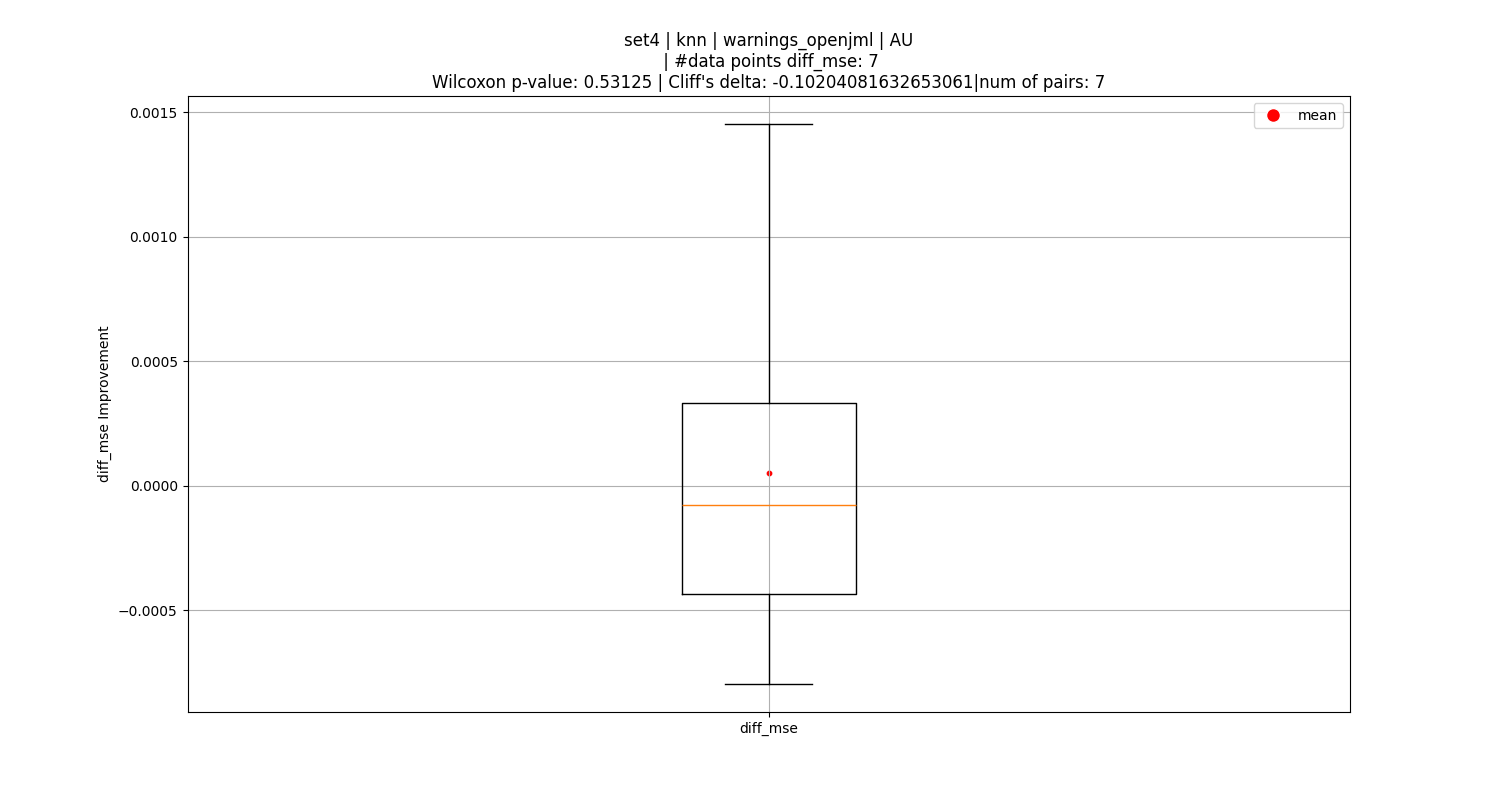 set4 | knn | warnings_openjml | AU
| #data points diff_mse: 7
Wilcoxon p-value: 0.53125 | Cliff's delta: -0.10204081632653061|num of pairs: 7
mean
0.0015
0.0010
0.0005
0.0000
−0.0005
diff_mse Improvement
diff_mse